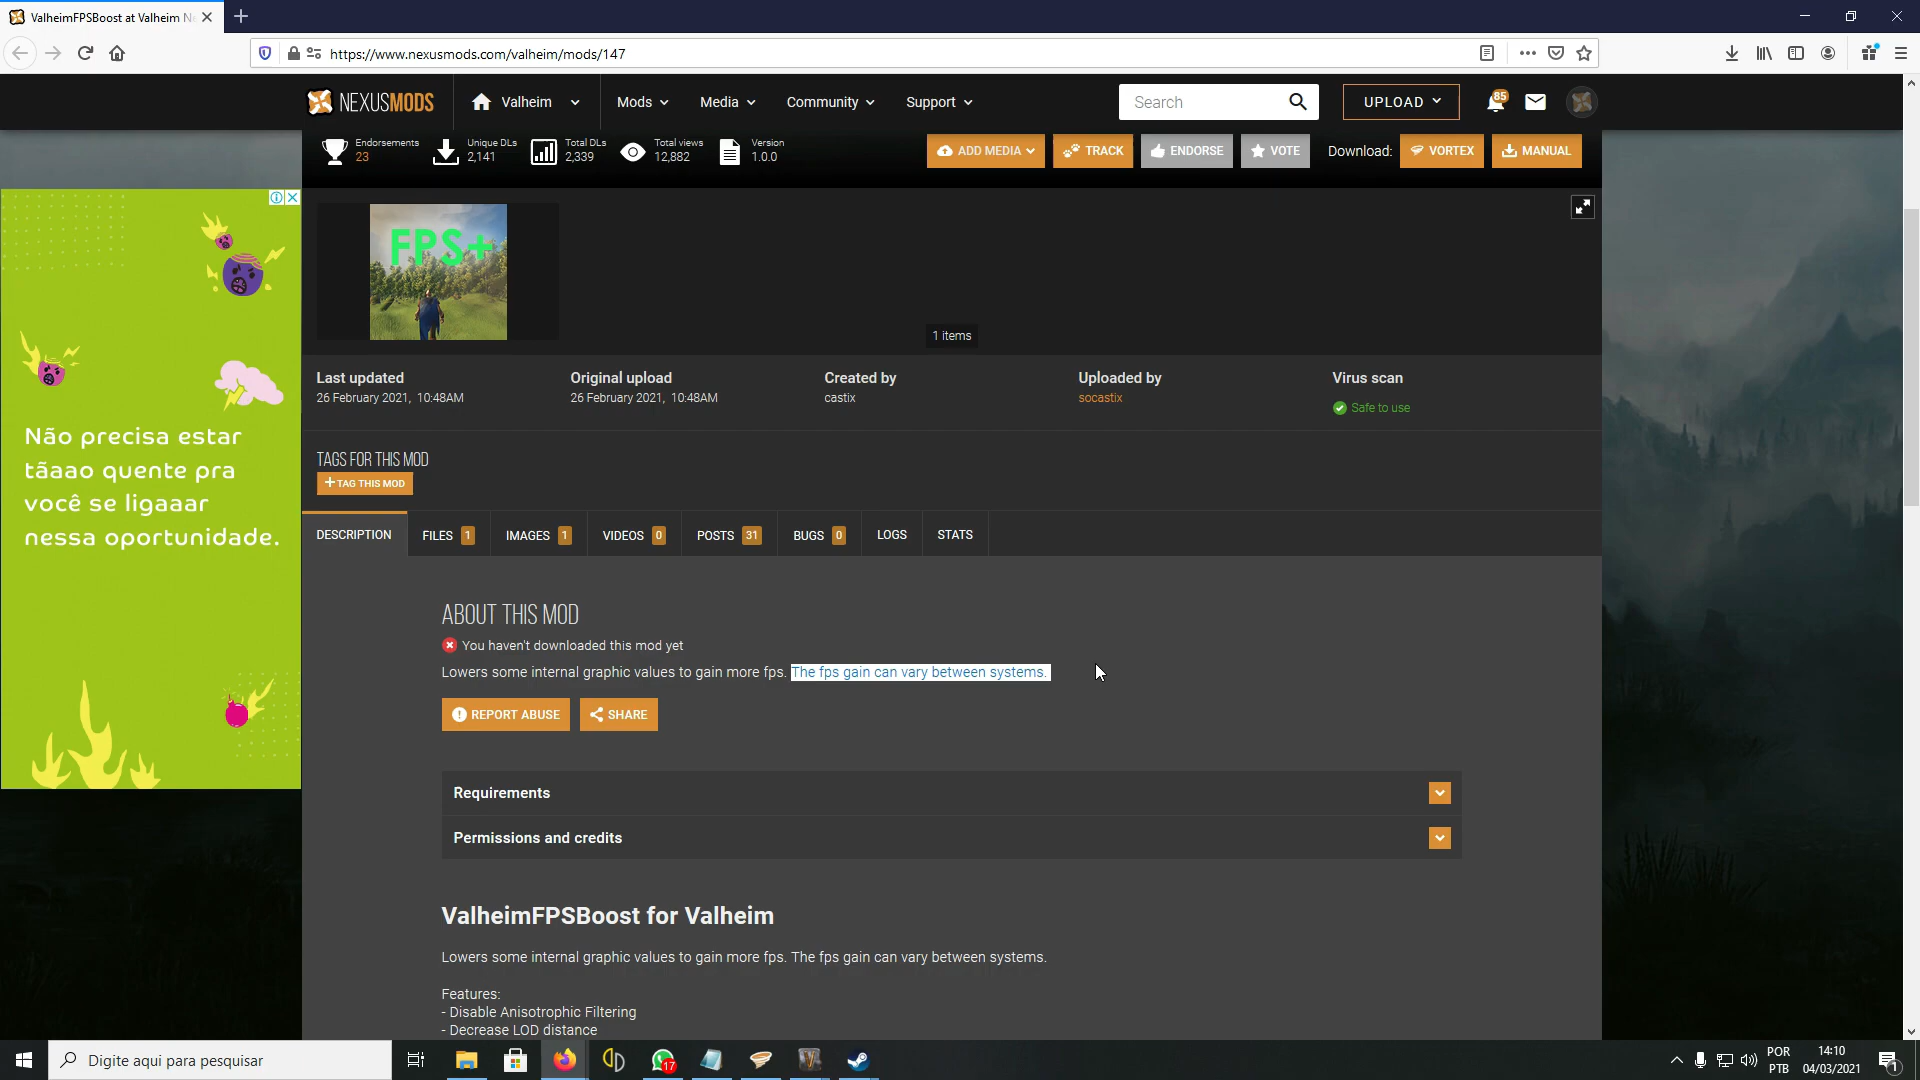 ValheimFPSBoost at Valheim N
https://www.nexusmods.com/valheim/mods/147
NEXUSMODS
Valheim
Mods
Media
Community
Support
Search
UPLOAD
85
Endorsements
23
Unique DLs
2,141
Total DLs
2,339
Total views
12,882
Version
1.0.0
ADD MEDIA
TRACK
ENDORSE
VOTE
Download:
VORTEX
MANUAL
FPS+
1 items
Não precisa estar
tãaao quente pra
você se ligaaar
nessa oportunidade.
Last updated
26 February 2021, 10:48AM
Original upload
26 February 2021, 10:48AM
Created by
castix
Uploaded by
socastix
Virus scan
Safe to use
TAGS FOR THIS MOD
+ TAG THIS MOD
DESCRIPTION
FILES 1
IMAGES 1
VIDEOS 0
POSTS 31
BUGS 0
LOGS
STATS
ABOUT THIS MOD
You haven't downloaded this mod yet
Lowers some internal graphic values to gain more fps. The fps gain can vary between systems.
REPORT ABUSE
SHARE
Requirements
Permissions and credits
ValheimFPSBoost for Valheim
Lowers some internal graphic values to gain more fps. The fps gain can vary between systems.
Features:
- Disable Anisotrophic Filtering
- Decrease LOD distance
Digite aqui para pesquisar
17
POR
PTB
14:10
04/03/2021
1